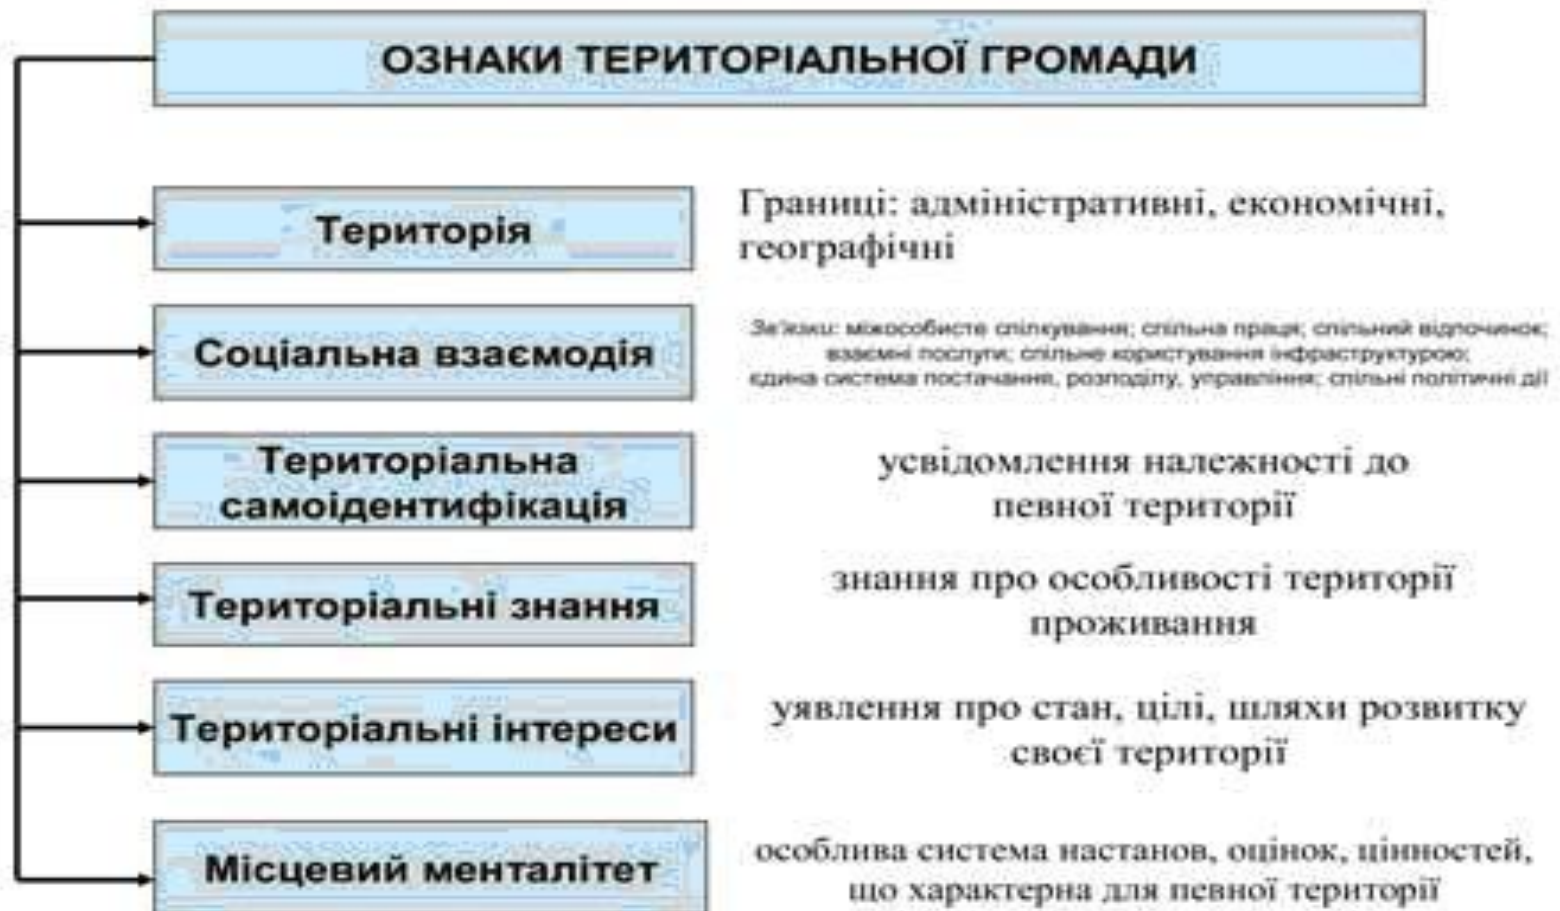 ОЗНАКИ ТЕРИТОРІАЛЬНОЇ ГРОМАДИ
Територія
Границі: адміністративні, економічні,
географічні
Соціальна взаємодія
Зв'язки: міжособисте спілкування; спільна праця; спільний відпочинок;
взаємні послуги; спільне користування інфраструктурою;
єдина система постачання, розподілу, управління; спільні політичні дії
Територіальна
самоідентифікація
усвідомлення належності до
певної території
Територіальні знання
знання про особливості території
проживання
Територіальні інтереси
уявлення про стан, цілі, шляхи розвитку
своєї території
Місцевий менталітет
особлива система настанов, оцінок, цінностей,
що характерна для певної території